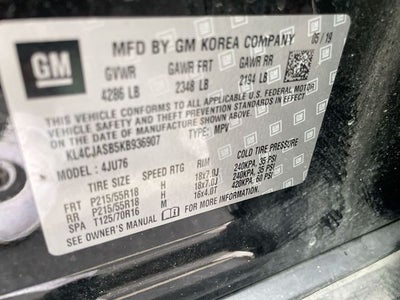 GM
MFD BY GM KOREA COMPANY 05/19
GVWR GAWR FRT GAWR RR
4286 LB 2348 LB 2194 LB
THIS VEHICLE CONFORMS TO ALL APPLICABLE U.S. FEDERAL MOTOR
VEHICLE SAFETY AND THEFT PREVENTION STANDARDS IN EFFECT
ON THE DATE OF MANUFACTURE SHOWN ABOVE.
KL4CJASB5KB936907 TYPE: MPV
MODEL: 4JU76
TIRE SIZE SPEED RTG RIM COLD TIRE PRESSURE
FRT P215/55R18 H 18x7.0J 240KPA. 35 PSI
RR P215/55R18 H 18x7.0J 240KPA. 35 PSI
SPA T125/70R16 M 16x4.0T 420KPA. 60 PSI
SEE OWNER'S MANUAL FOR MORE INFORMATION.